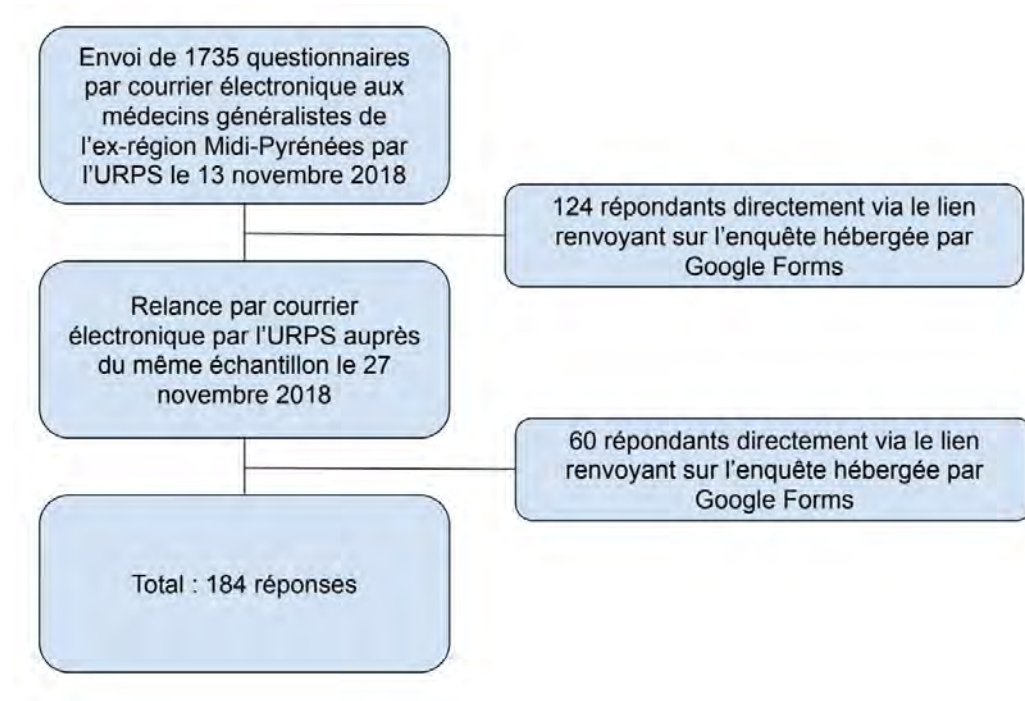 Envoi de 1735 questionnaires
par courrier électronique aux
médecins généralistes de
l'ex-région Midi-Pyrénées par
l'URPS le 13 novembre 2018
124 répondants directement via le lien
renvoyant sur l'enquête hébergée par
Google Forms
Relance par courrier
électronique par l'URPS auprès
du même échantillon le 27
novembre 2018
60 répondants directement via le lien
renvoyant sur l'enquête hébergée par
Google Forms
Total : 184 réponses